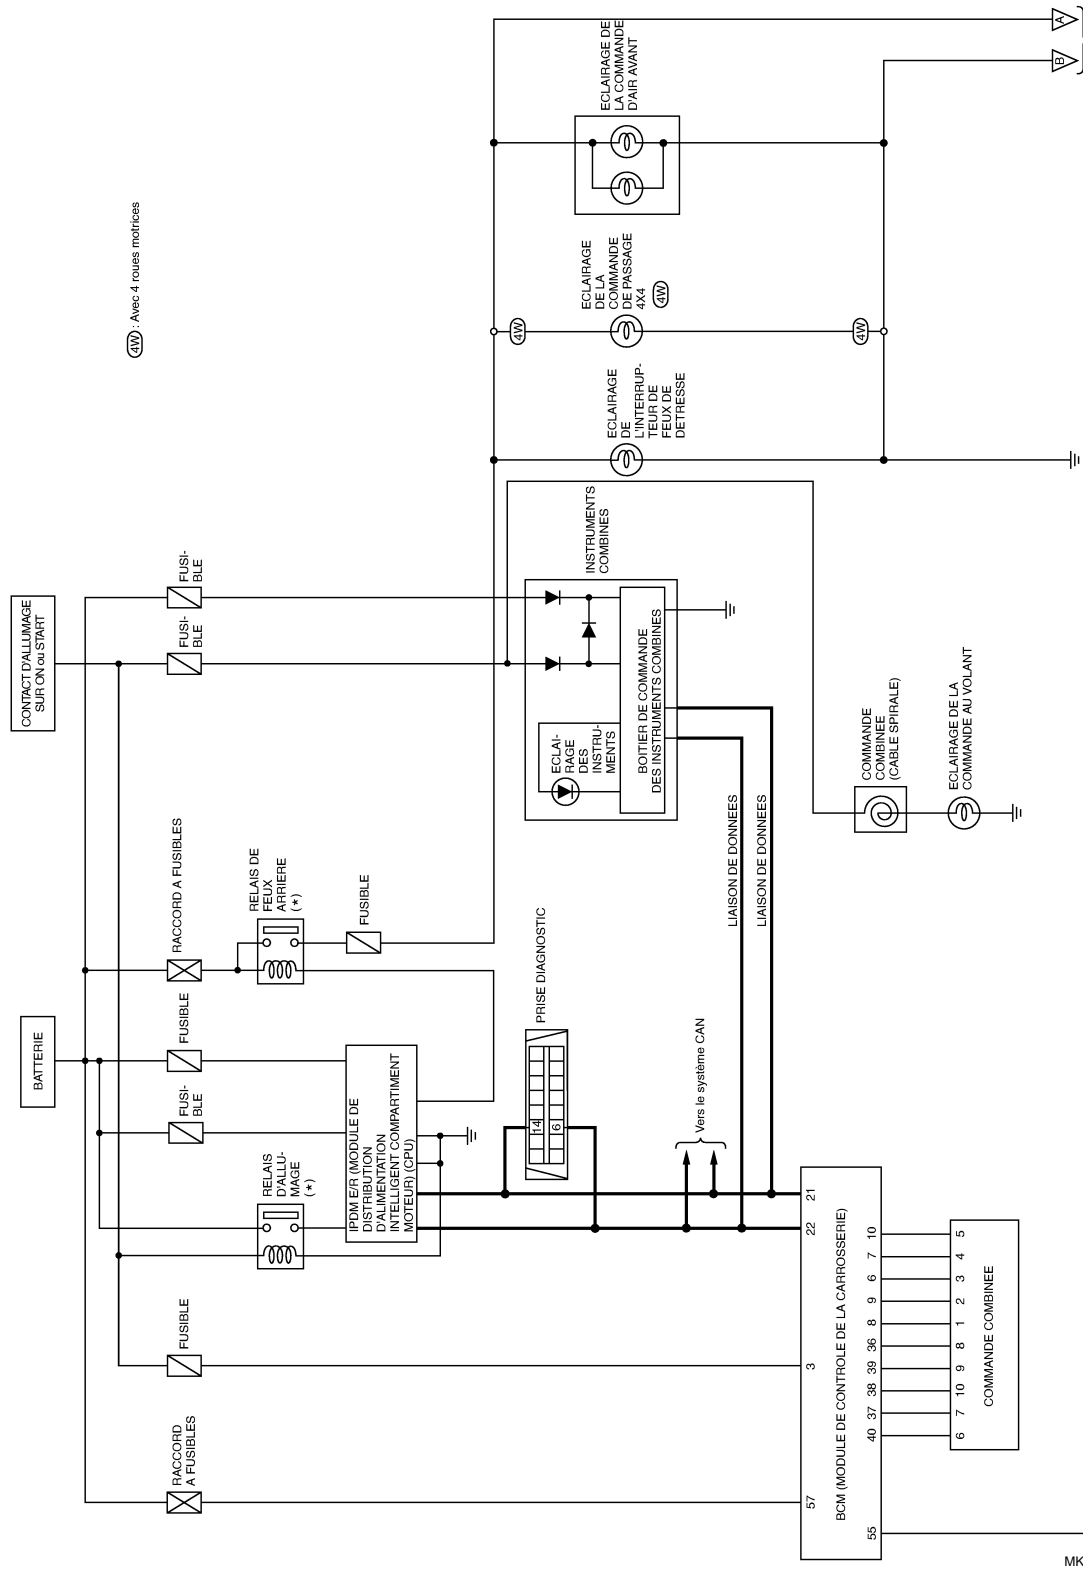 CONTACT D'ALLUMAGE
SUR ON ou START
BATTERIE
4W : Avec 4 roues motrices
FUSI-
BLE
FUSI-
BLE
RACCORD A FUSIBLES
FUSIBLE
FUSI-
BLE
FUSIBLE
RACCORD
A FUSIBLES
RELAIS DE
FEUX
ARRIERE
(*)
FUSIBLE
RELAIS
D'ALLU-
MAGE
(*)
IPDM E/R (MODULE DE
DISTRIBUTION
D'ALIMENTATION
INTELLIGENT COMPARTIMENT
MOTEUR) (CPU)
PRISE DIAGNOSTIC
14
6
INSTRUMENTS
COMBINES
ECLAI-
RAGE
DES
INSTRU-
MENTS
BOITIER DE COMMANDE
DES INSTRUMENTS COMBINES
ECLAIRAGE
DE
L'INTERRUP-
TEUR DE
FEUX DE
DETRESSE
4W
ECLAIRAGE
DE LA
COMMANDE
DE PASSAGE
4X4
4W
4W
ECLAIRAGE DE
LA COMMANDE
D'AIR AVANT
A
B
LIAISON DE DONNEES
LIAISON DE DONNEES
Vers le système CAN
COMMANDE
COMBINEE
(CABLE SPIRALE)
ECLAIRAGE DE LA
COMMANDE AU VOLANT
57
3
22
21
BCM (MODULE DE CONTROLE DE LA CARROSSERIE)
55
40 37 38 39 36 8 9 6 7 10
6 7 10 9 8 1 2 3 4 5
COMMANDE COMBINEE
MK